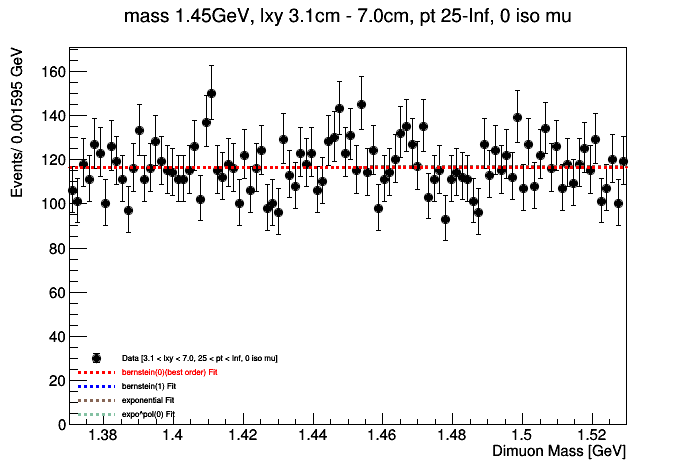 mass 1.45GeV, lxy 3.1cm - 7.0cm, pt 25-Inf, 0 iso mu
Events/ 0.001595 GeV
160
140
120
100
80
60
40
20
0
Data [3.1 < lxy < 7.0, 25 < pt < Inf, 0 iso mu]
bernstein(0)(best order) Fit
bernstein(1) Fit
exponential Fit
expo^pol(0) Fit
1.38 1.4 1.42 1.44 1.46 1.48 1.5 1.52
Dimuon Mass [GeV]